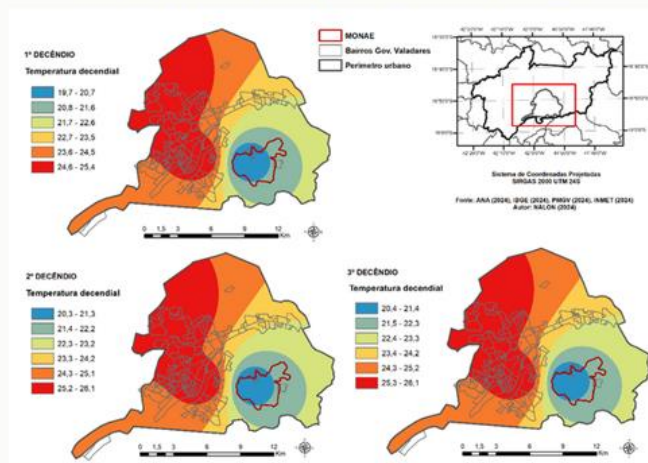 1º DECÊNDIO
Temperatura decendial
19,7 - 20,7
20,8 - 21,6
21,7 - 22,6
22,7 - 23,5
23,6 - 24,5
24,6 - 25,4
0 1,5 3 6 9 12
Km
MONAE
Bairros Gov. Valadares
Perímetro urbano
Sistema de Coordenadas Projetadas
SIRGAS 2000 UTM 24S
Fonte: ANA (2024), IBGE (2024), PMGV (2024), INMET (2024)
Autor: NALON (2024)
2º DECÊNDIO
Temperatura decendial
20,3 - 21,3
21,4 - 22,2
22,3 - 23,2
23,3 - 24,2
24,3 - 25,1
25,2 - 26,1
0 1,5 3 6 9 12
Km
3º DECÊNDIO
Temperatura decendial
20,4 - 21,4
21,5 - 22,3
22,4 - 23,3
23,4 - 24,2
24,3 - 25,2
25,3 - 26,1
0 1,5 3 6 9 12
Km